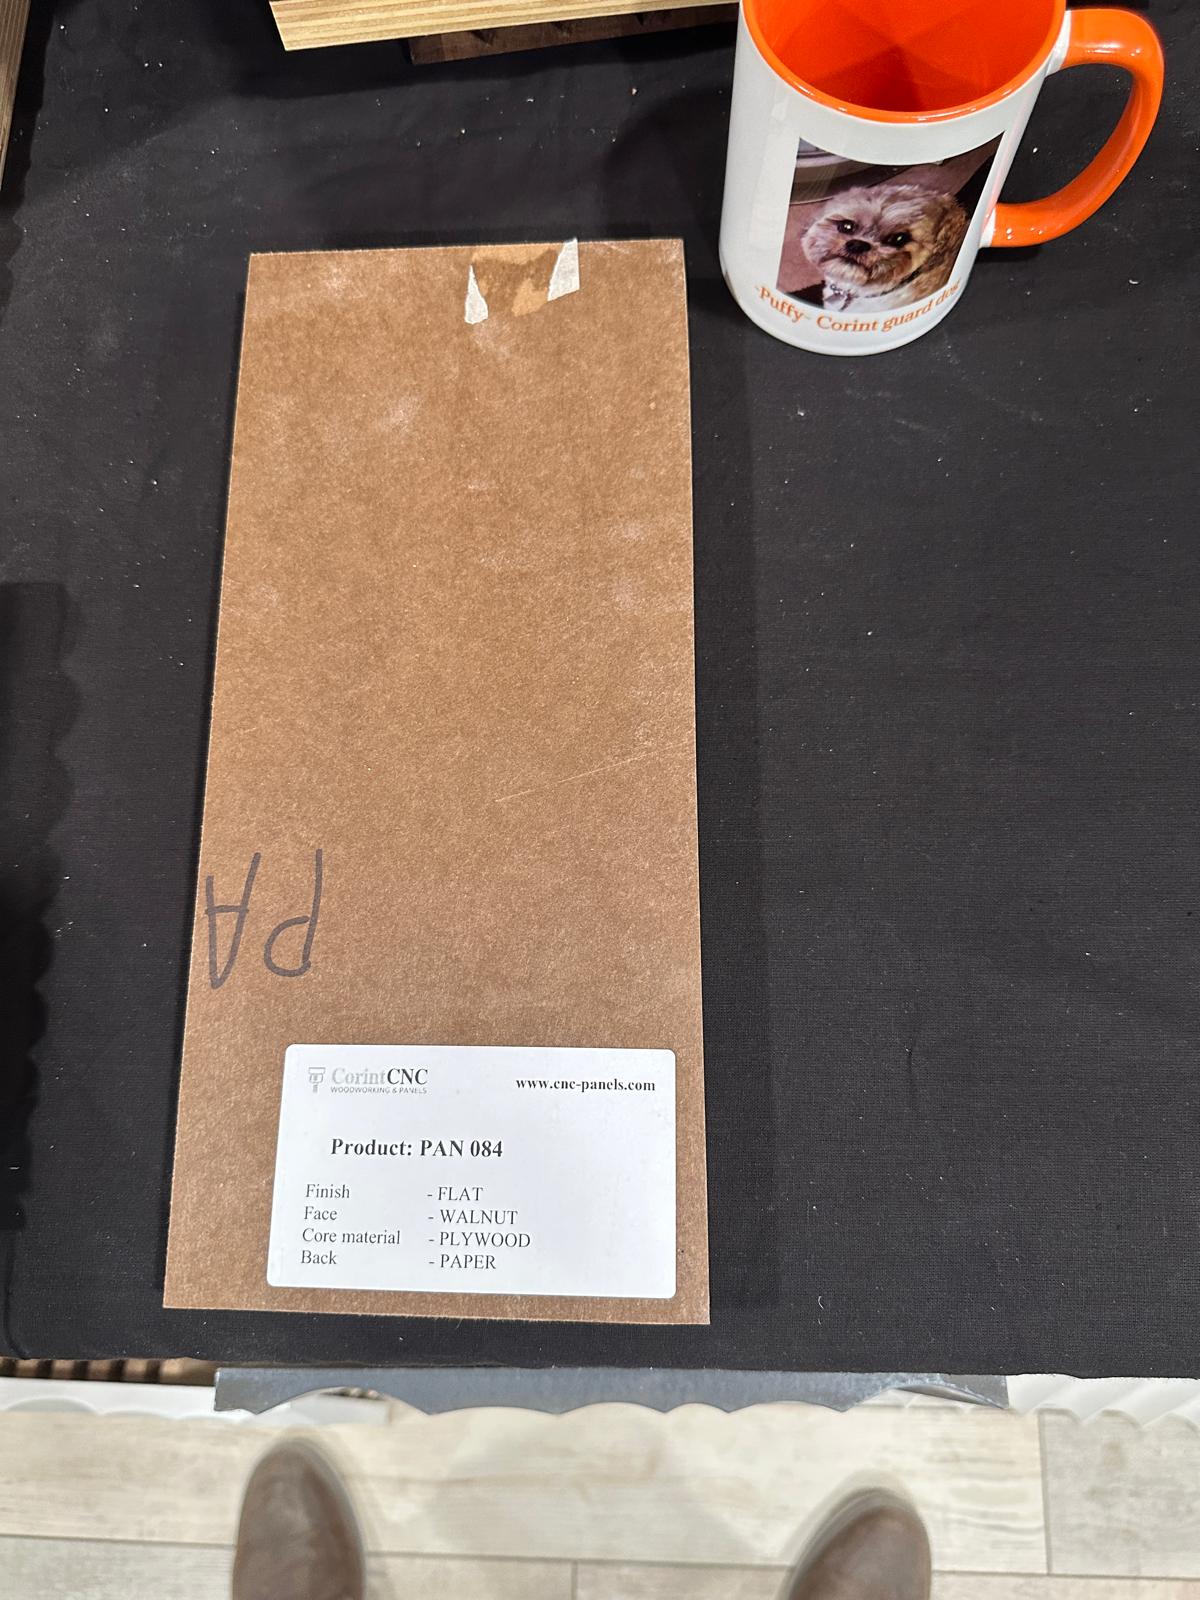 -Puffy- Corint guard dog
PA
CorintCNC
WOODWORKING & PANELS
www.cnc-panels.com
Product: PAN 084
Finish - FLAT
Face - WALNUT
Core material - PLYWOOD
Back - PAPER